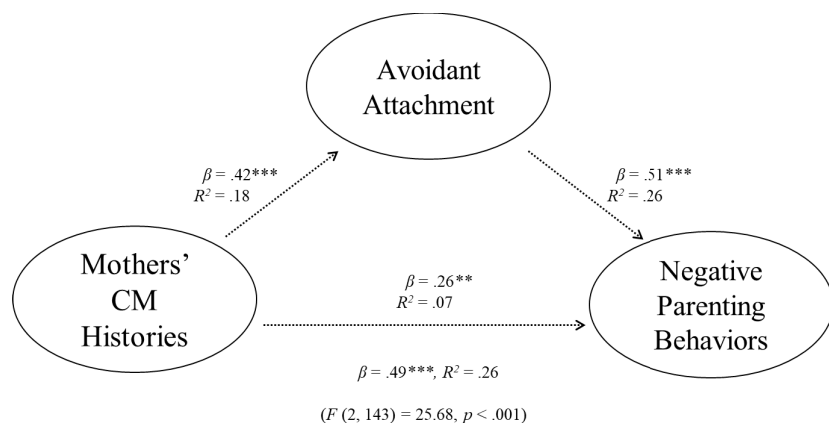 Avoidant
Attachment
β = .42***
R² = .18
β = .51***
R² = .26
Mothers’
CM
Histories
β = .26**
R² = .07
Negative
Parenting
Behaviors
β = .49***, R² = .26
(F (2, 143) = 25.68, p < .001)